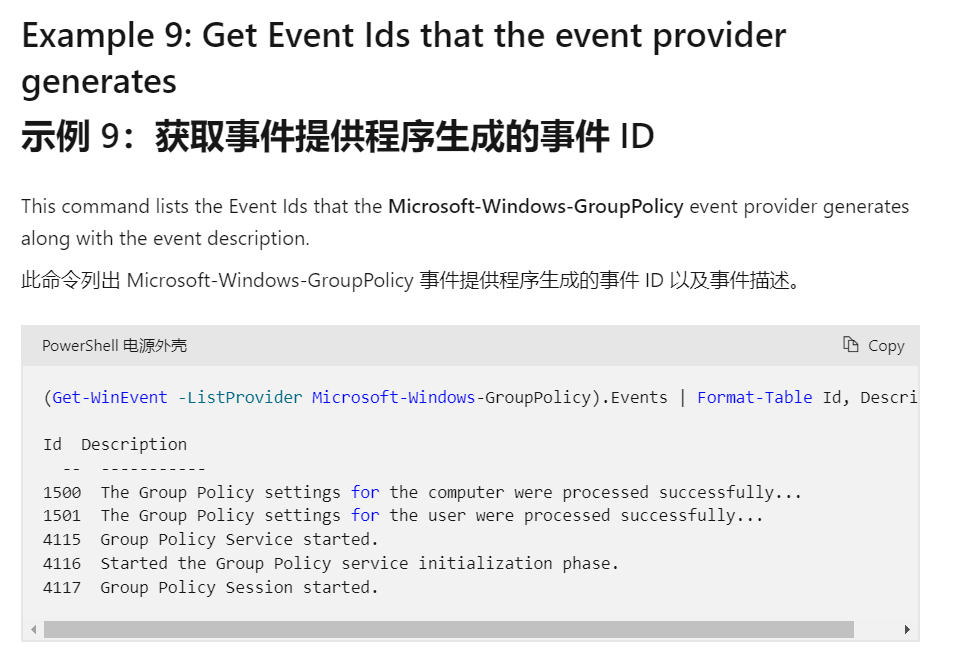 Example 9: Get Event Ids that the event provider
generates
示例 9：获取事件提供程序生成的事件 ID
This command lists the Event Ids that the Microsoft-Windows-GroupPolicy event provider generates
along with the event description.
此命令列出 Microsoft-Windows-GroupPolicy 事件提供程序生成的事件 ID 以及事件描述。
PowerShell 电源外壳 Copy
(Get-WinEvent -ListProvider Microsoft-Windows-GroupPolicy).Events | Format-Table Id, Descri
Id  Description
  --  -----------
1500  The Group Policy settings for the computer were processed successfully...
1501  The Group Policy settings for the user were processed successfully...
4115  Group Policy Service started.
4116  Started the Group Policy service initialization phase.
4117  Group Policy Session started.